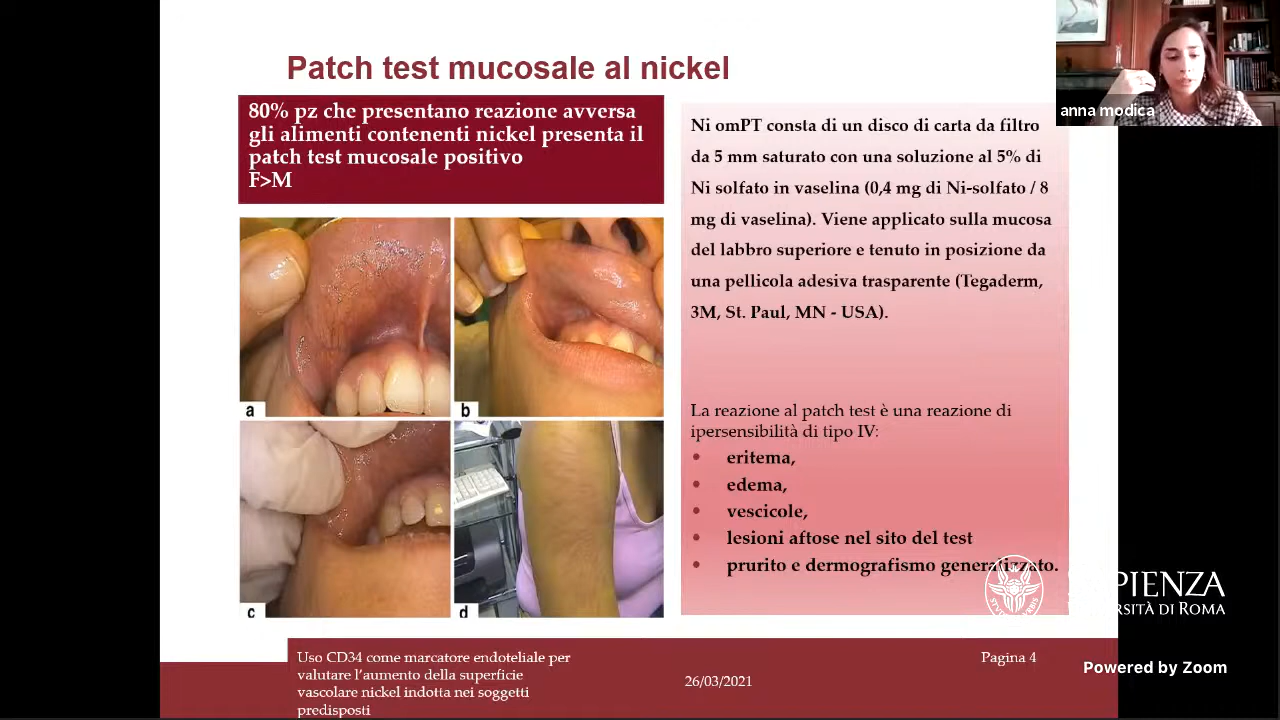 Patch test mucosale al nickel
80% pz che presentano reazione avversa
gli alimenti contenenti nickel presenta il
patch test mucosale positivo
F>M
a
b
c
d
Ni omPT consta di un disco di carta da filtro
da 5 mm saturato con una soluzione al 5% di
Ni solfato in vaselina (0,4 mg di Ni-solfato / 8
mg di vaselina). Viene applicato sulla mucosa
del labbro superiore e tenuto in posizione da
una pellicola adesiva trasparente (Tegaderm,
3M, St. Paul, MN - USA).
La reazione al patch test è una reazione di
ipersensibilità di tipo IV:
• eritema,
• edema,
• vescicole,
• lesioni aftose nel sito del test
• prurito e dermografismo generalizzato.
anna modica
SAPIENZA
UNIVERSITÀ DI ROMA
Uso CD34 come marcatore endoteliale per
valutare l'aumento della superficie
vascolare nickel indotta nei soggetti
predisposti
26/03/2021
Pagina 4
Powered by Zoom